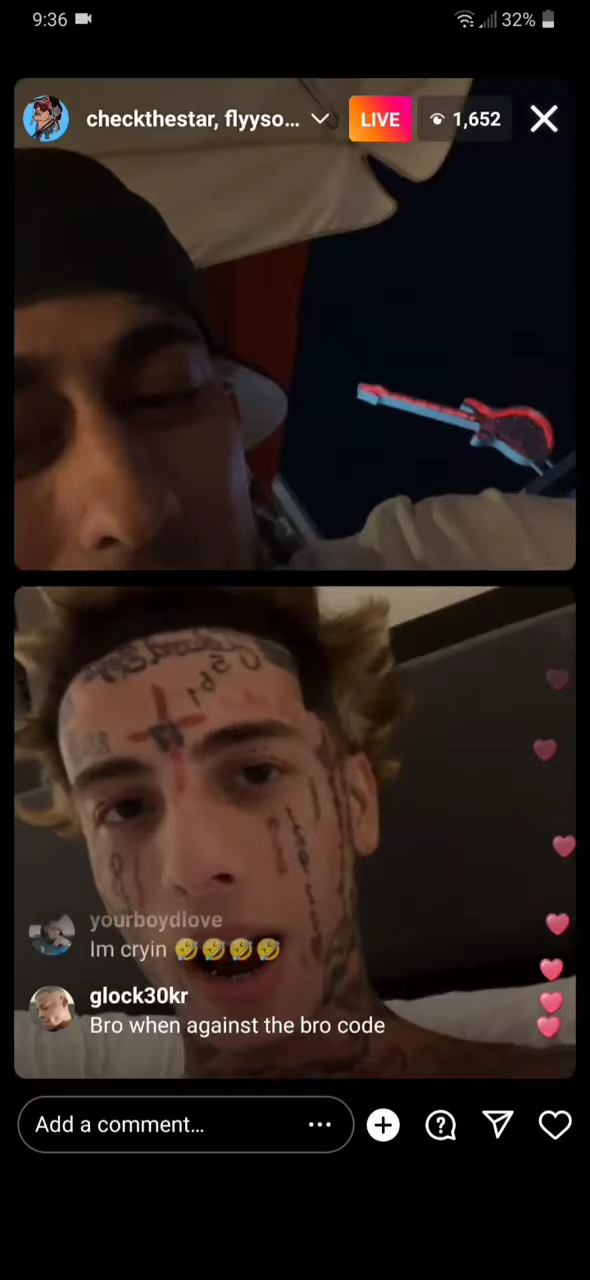 9:36
32%
checkthestar, flyyso...
LIVE
1,652
yourboydlove
Im cryin 🤣🤣🤣🤣
glock30kr
Bro when against the bro code
Add a comment...